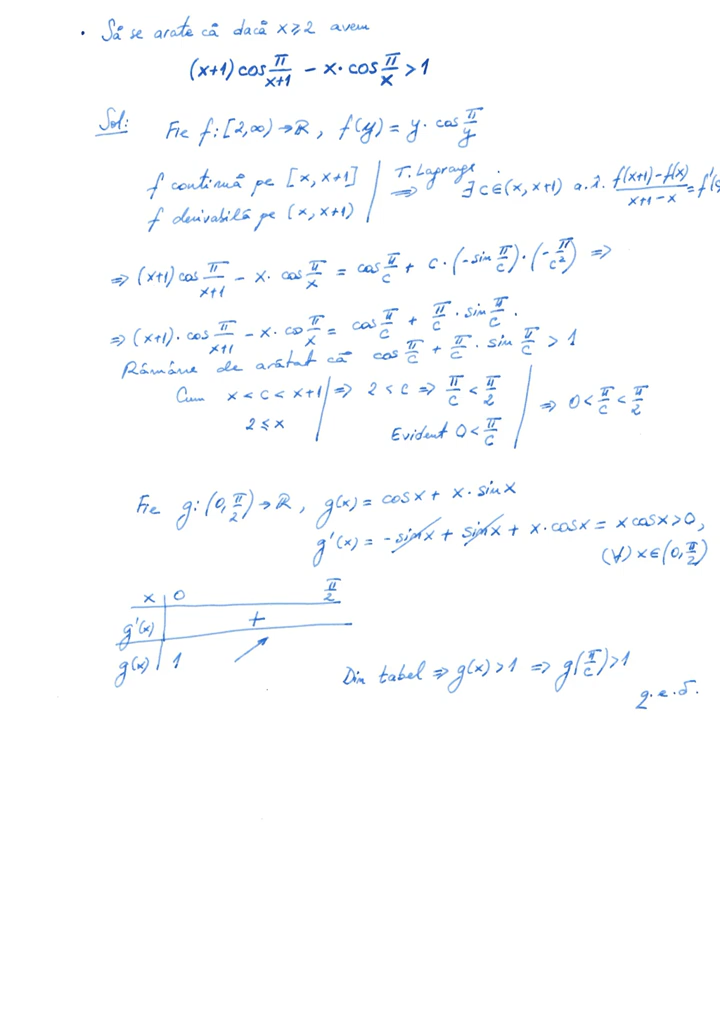 • Să se arate că dacă x ≥ 2 avem
(x+1) cos π/(x+1) − x · cos π/x > 1
Sol: Fie f: [2,∞) → ℝ, f(y) = y · cos π/y
f continuă pe [x, x+1] | T. Lagrange ⟹ ∃ c ∈ (x, x+1) a.î. (f(x+1) − f(x))/(x+1−x) = f'(
f derivabilă pe (x, x+1)
⇒ (x+1) cos π/(x+1) − x · cos π/x = cos π/c + c · (−sin π/c) · (−π/c²) ⇒
⇒ (x+1) · cos π/(x+1) − x · co π/x = cos π/c + π/c · sin π/c.
Rămâne de arătat că cos π/c + π/c · sin π/c > 1
Cum x < c < x+1 | ⇒ 2 < c ⇒ π/c < π/2 | ⇒ 0 < π/c < π/2
2 ≤ x | Evident 0 < π/c
Fie g: (0, π/2) → ℝ, g(x) = cos x + x · sin x
g'(x) = −sin x + sin x + x · cos x = x cos x > 0,
(∀) x ∈ (0, π/2)
x | 0 π/2
g'(x) | +
g(x) | 1 ↗
Din tabel ⇒ g(x) > 1 ⇒ g(π/c) > 1
q.e.d.